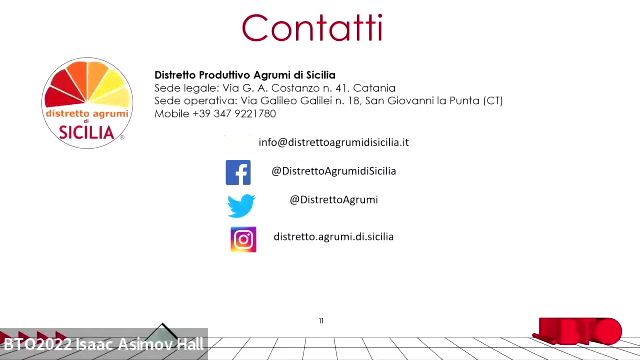 Contatti
distretto agrumi
di
SICILIA
Distretto Produttivo Agrumi di Sicilia
Sede legale: Via G. A. Costanzo n. 41, Catania
Sede operativa: Via Galileo Galilei n. 18, San Giovanni la Punta (CT)
Mobile +39 347 9221780
info@distrettoagrumidisicilia.it
@DistrettoAgrumidiSicilia
@DistrettoAgrumi
distretto.agrumi.di.sicilia
11
BTO2022 Isaac Asimov Hall
BTO